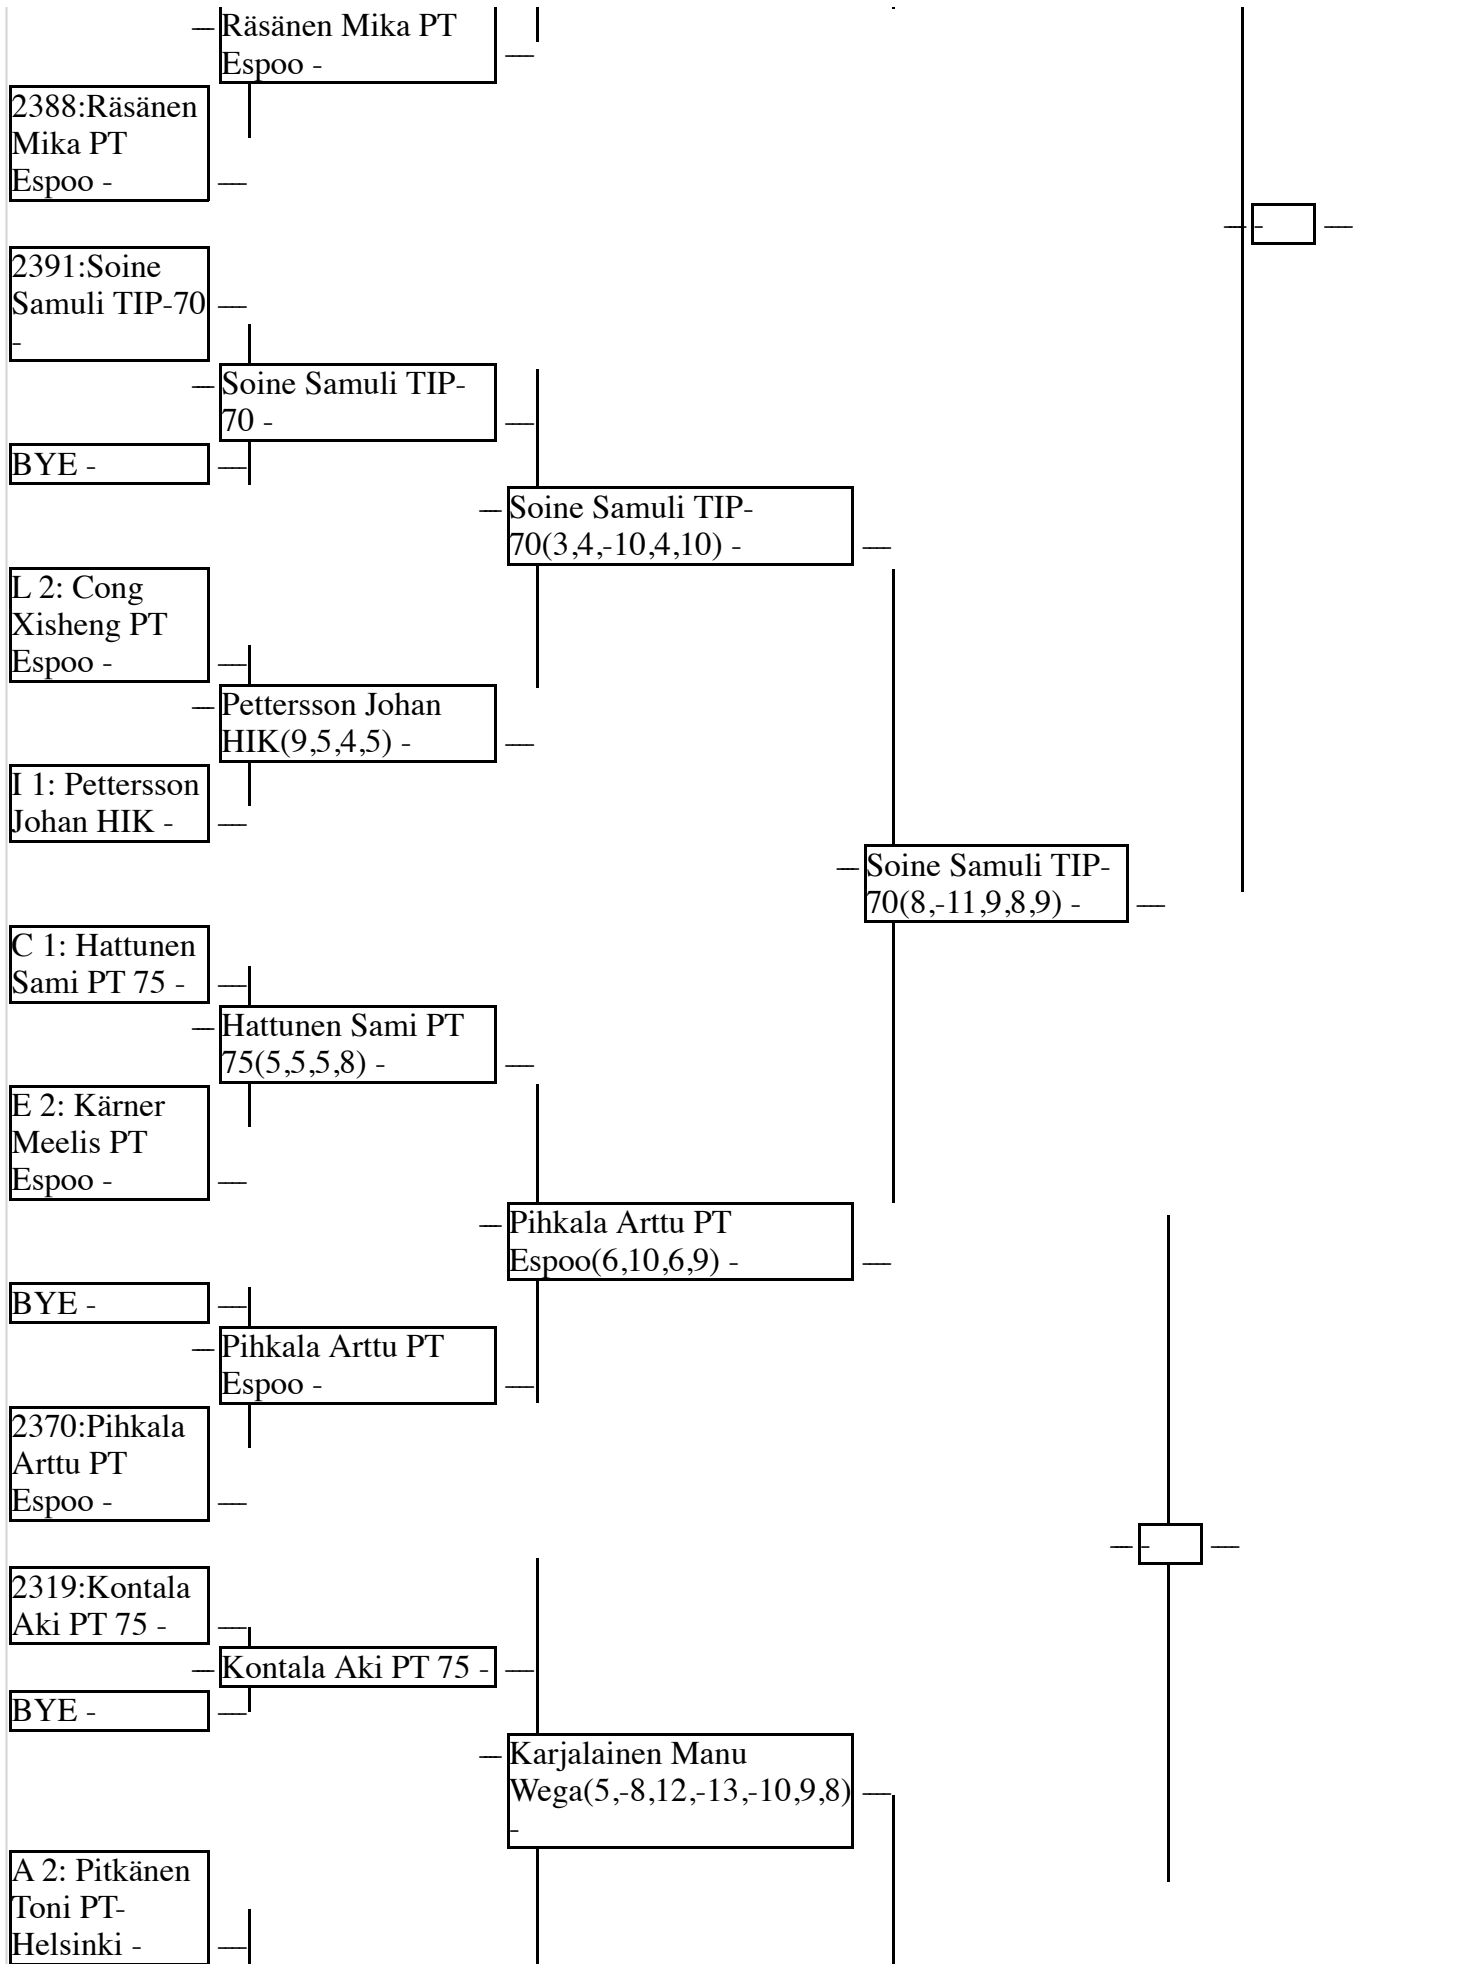 Räsänen Mika PT
Espoo -
2388:Räsänen
Mika PT
Espoo -
-
2391:Soine
Samuli TIP-70
-
Soine Samuli TIP-
70 -
BYE -
Soine Samuli TIP-
70(3,4,-10,4,10) -
L 2: Cong
Xisheng PT
Espoo -
Pettersson Johan
HIK(9,5,4,5) -
I 1: Pettersson
Johan HIK -
Soine Samuli TIP-
70(8,-11,9,8,9) -
C 1: Hattunen
Sami PT 75 -
Hattunen Sami PT
75(5,5,5,8) -
E 2: Kärner
Meelis PT
Espoo -
Pihkala Arttu PT
Espoo(6,10,6,9) -
BYE -
Pihkala Arttu PT
Espoo -
2370:Pihkala
Arttu PT
Espoo -
-
2319:Kontala
Aki PT 75 -
Kontala Aki PT 75 -
BYE -
Karjalainen Manu
Wega(5,-8,12,-13,-10,9,8)
-
A 2: Pitkänen
Toni PT-
Helsinki -